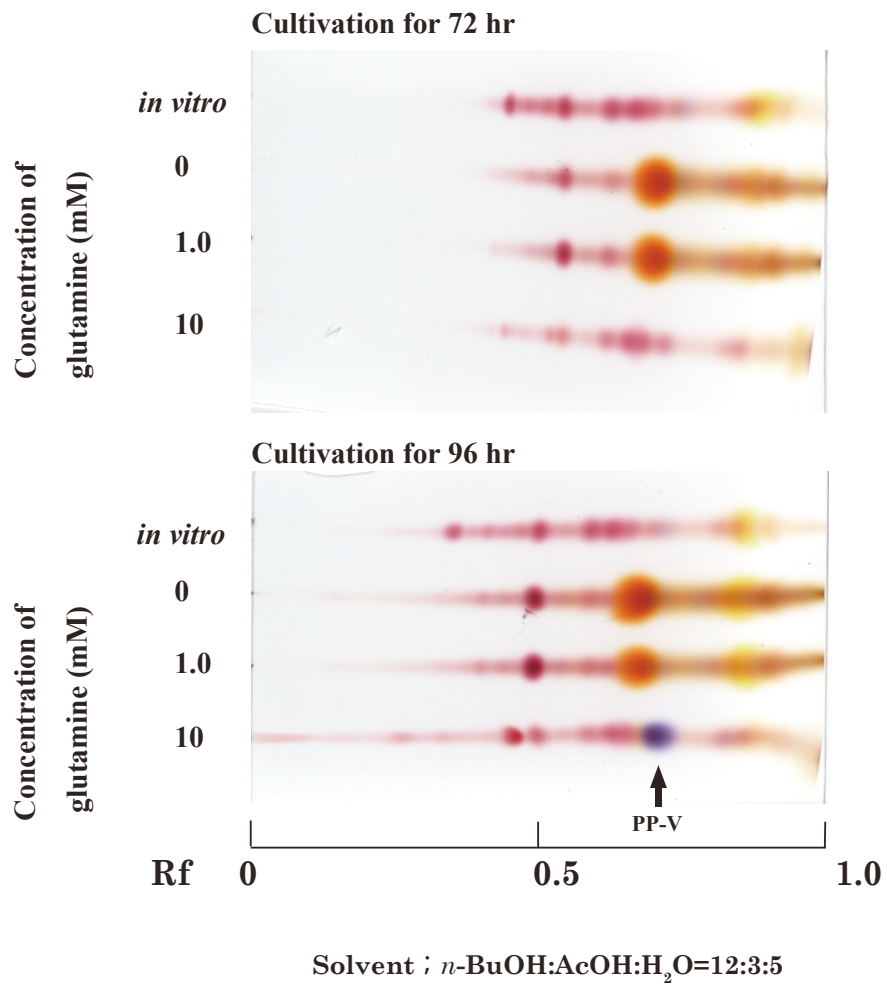 Cultivation for 72 hr
in vitro
0
1.0
10
Concentration of
glutamine (mM)
Cultivation for 96 hr
in vitro
0
1.0
10
Concentration of
glutamine (mM)
PP-V
Rf
0
0.5
1.0
Solvent ; n-BuOH:AcOH:H₂O=12:3:5